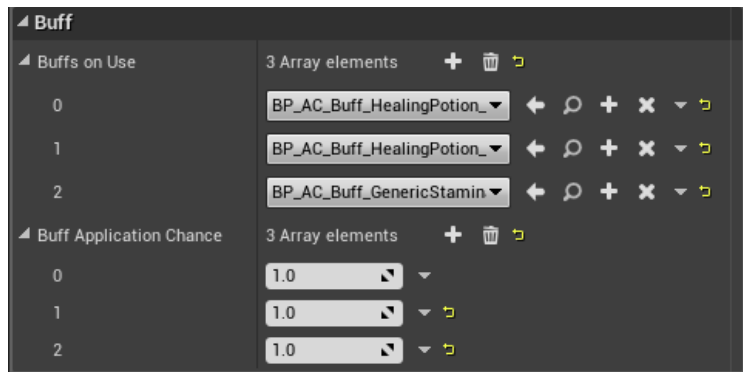 Buff
Buffs on Use 3 Array elements
0 BP_AC_Buff_HealingPotion_
1 BP_AC_Buff_HealingPotion_
2 BP_AC_Buff_GenericStamin
Buff Application Chance 3 Array elements
0 1.0
1 1.0
2 1.0